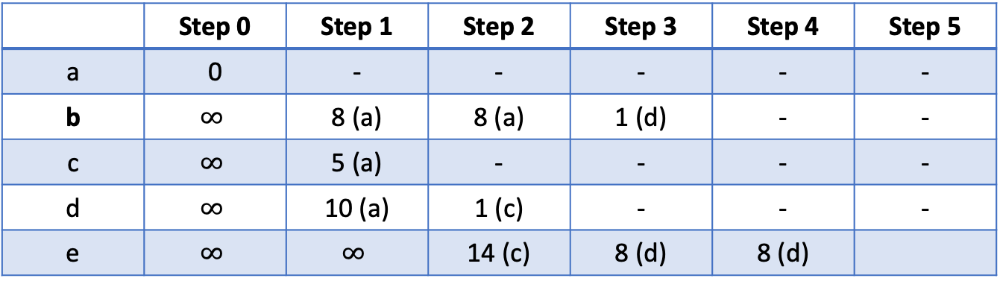 Step 0 Step 1 Step 2 Step 3 Step 4 Step 5
a 0 - - - - -
b ∞ 8 (a) 8 (a) 1 (d) - -
c ∞ 5 (a) - - - -
d ∞ 10 (a) 1 (c) - - -
e ∞ ∞ 14 (c) 8 (d) 8 (d)